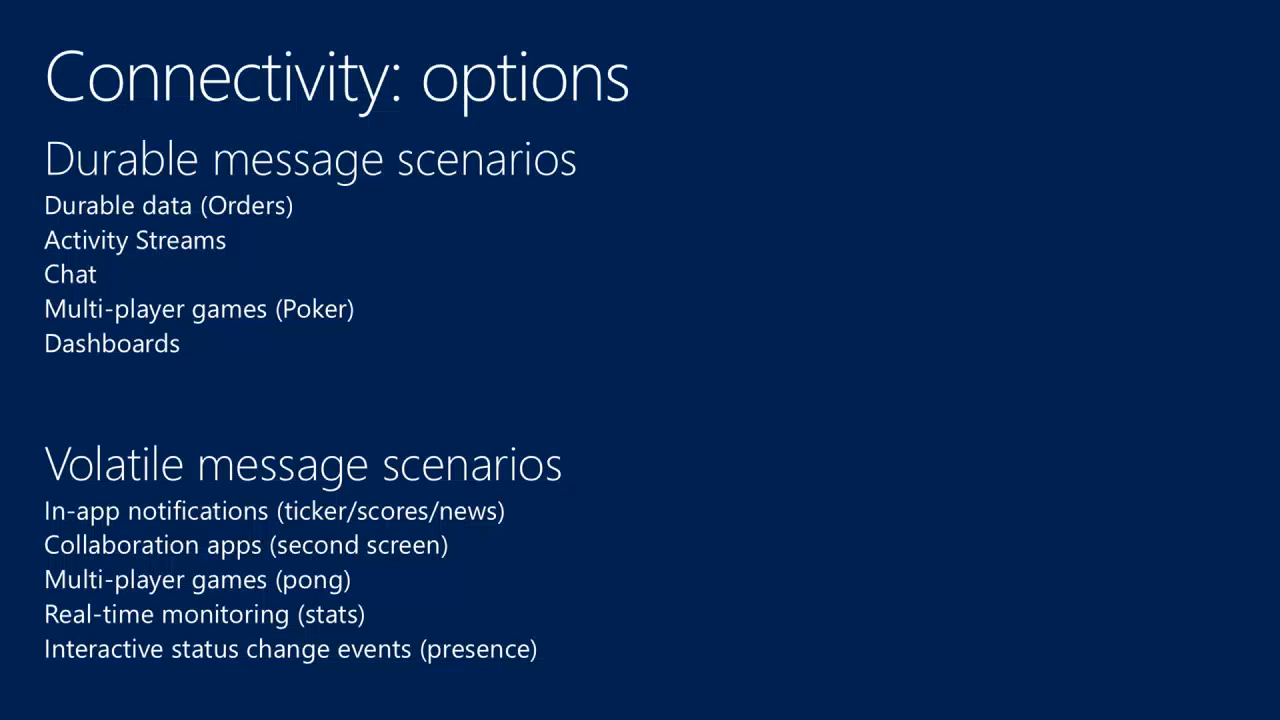 Connectivity: options
Durable message scenarios
Durable data (Orders)
Activity Streams
Chat
Multi-player games (Poker)
Dashboards
Volatile message scenarios
In-app notifications (ticker/scores/news)
Collaboration apps (second screen)
Multi-player games (pong)
Real-time monitoring (stats)
Interactive status change events (presence)